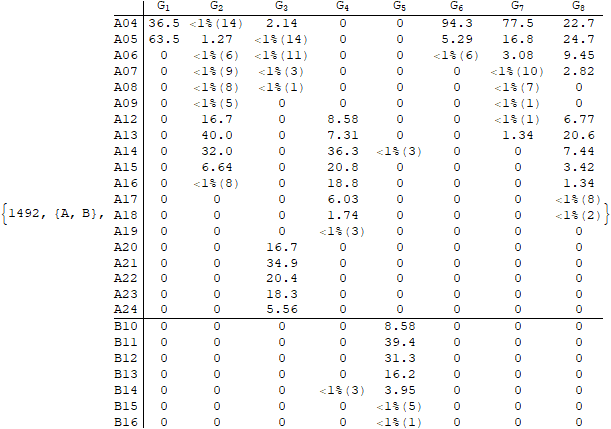 G₁ G₂ G₃ G₄ G₅ G₆ G₇ G₈
A04 36.5 <1%(14) 2.14 0 0 94.3 77.5 22.7
A05 63.5 1.27 <1%(14) 0 0 5.29 16.8 24.7
A06 0 <1%(6) <1%(11) 0 0 <1%(6) 3.08 9.45
A07 0 <1%(9) <1%(3) 0 0 0 <1%(10) 2.82
A08 0 <1%(8) <1%(1) 0 0 0 <1%(7) 0
A09 0 <1%(5) 0 0 0 0 <1%(1) 0
A12 0 16.7 0 8.58 0 0 <1%(1) 6.77
A13 0 40.0 0 7.31 0 0 1.34 20.6
A14 0 32.0 0 36.3 <1%(3) 0 0 7.44
A15 0 6.64 0 20.8 0 0 0 3.42
A16 0 <1%(8) 0 18.8 0 0 0 1.34
A17 0 0 0 6.03 0 0 0 <1%(8)
{1492, {A, B}, A18 0 0 0 1.74 0 0 0 <1%(2)}
A19 0 0 0 <1%(3) 0 0 0 0
A20 0 0 16.7 0 0 0 0 0
A21 0 0 34.9 0 0 0 0 0
A22 0 0 20.4 0 0 0 0 0
A23 0 0 18.3 0 0 0 0 0
A24 0 0 5.56 0 0 0 0 0
B10 0 0 0 0 8.58 0 0 0
B11 0 0 0 0 39.4 0 0 0
B12 0 0 0 0 31.3 0 0 0
B13 0 0 0 0 16.2 0 0 0
B14 0 0 0 <1%(3) 3.95 0 0 0
B15 0 0 0 0 <1%(5) 0 0 0
B16 0 0 0 0 <1%(1) 0 0 0